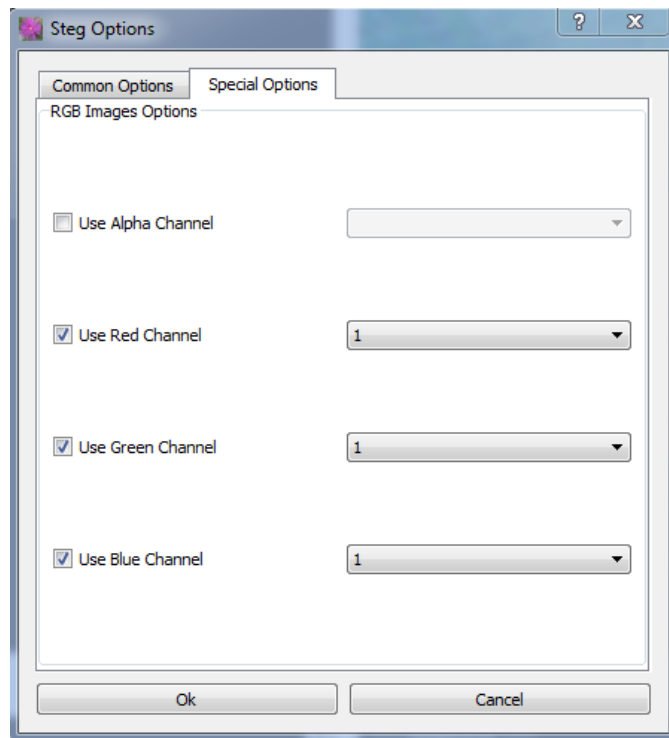 Steg Options
Common Options Special Options
RGB Images Options
Use Alpha Channel
Use Red Channel 1
Use Green Channel 1
Use Blue Channel 1
Ok Cancel